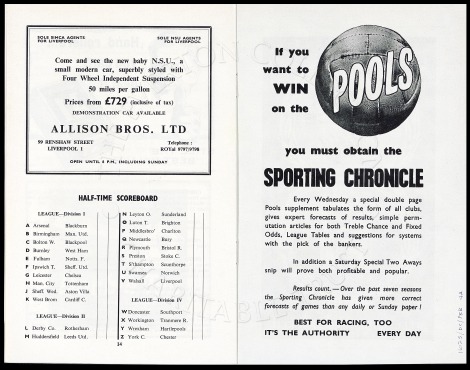 SOLE SIMCA AGENTS
FOR LIVERPOOL
SOLE NSU AGENTS
FOR LIVERPOOL
Come and see the new baby N.S.U., a
small modern car, superbly styled with
Four Wheel Independent Suspension
50 miles per gallon
Prices from £729 (inclusive of tax)
DEMONSTRATION CAR AVAILABLE
ALLISON BROS. LTD
59 RENSHAW STREET
LIVERPOOL 1
Telephone :
ROYal 9797/9798
OPEN UNTIL 6 P.M. INCLUDING SUNDAY
HALF-TIME SCOREBOARD
LEAGUE—Division I
A Arsenal Blackburn
B Birmingham Man. Utd.
C Bolton W. Blackpool
D Burnley West Ham
E Fulham Nottm. F.
F Ipswich T. Sheff. Utd.
G Leicester Chelsea
H Man. City Tottenham
J Sheff. Wed. Aston Villa
K West Brom Cardiff C.
LEAGUE—Division II
L Derby Co. Rotherham
M Huddersfield Leeds Utd.
N Leyton O. Sunderland
O Luton T. Brighton
P Middlesbro' Charlton
Q Newcastle Bury
R Plymouth Bristol R.
S Preston Stoke C.
T S'thampton Scunthorpe
U Swansea Norwich
V Walsall Liverpool
LEAGUE—Division IV
W Doncaster Southport
X Workington Tranmere R.
Y Wrexham Hartlepools
Z York C. Chester
14
If you
want to
WIN
on the
POOLS
you must obtain the
SPORTING CHRONICLE
Every Wednesday a special double page
Pools supplement tabulates the form of all clubs,
gives expert forecasts of results, simple perm-
utation articles for both Treble Chance and Fixed
Odds, League Tables and suggestions for systems
with the pick of the bankers.
In addition a Saturday Special Two Aways
snip will prove both profitable and popular.
Results count.—Over the past seven seasons
the Sporting Chronicle has given more correct
forecasts of games than any daily or Sunday paper !
BEST FOR RACING, TOO
IT'S THE AUTHORITY EVERY DAY